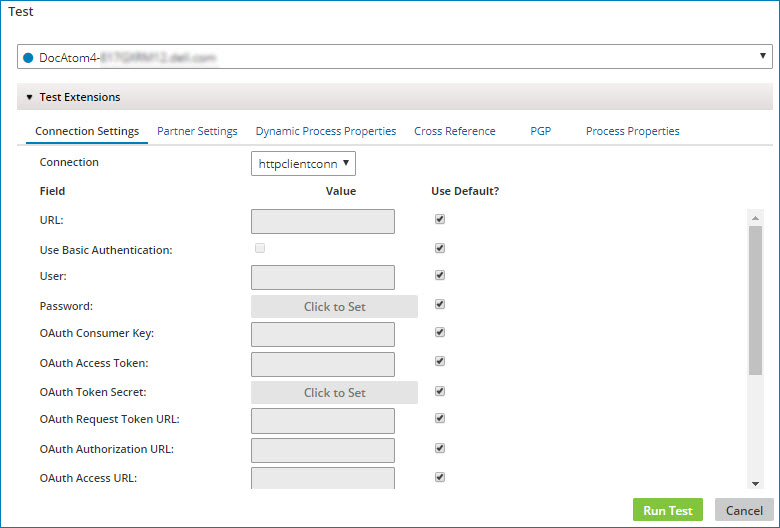 Test
DocAtom4-
Test Extensions
Connection Settings Partner Settings Dynamic Process Properties Cross Reference PGP Process Properties
Connection httpclientconn
Field Value Use Default?
URL:
Use Basic Authentication:
User:
Password: Click to Set
OAuth Consumer Key:
OAuth Access Token:
OAuth Token Secret: Click to Set
OAuth Request Token URL:
OAuth Authorization URL:
OAuth Access URL:
Run Test Cancel